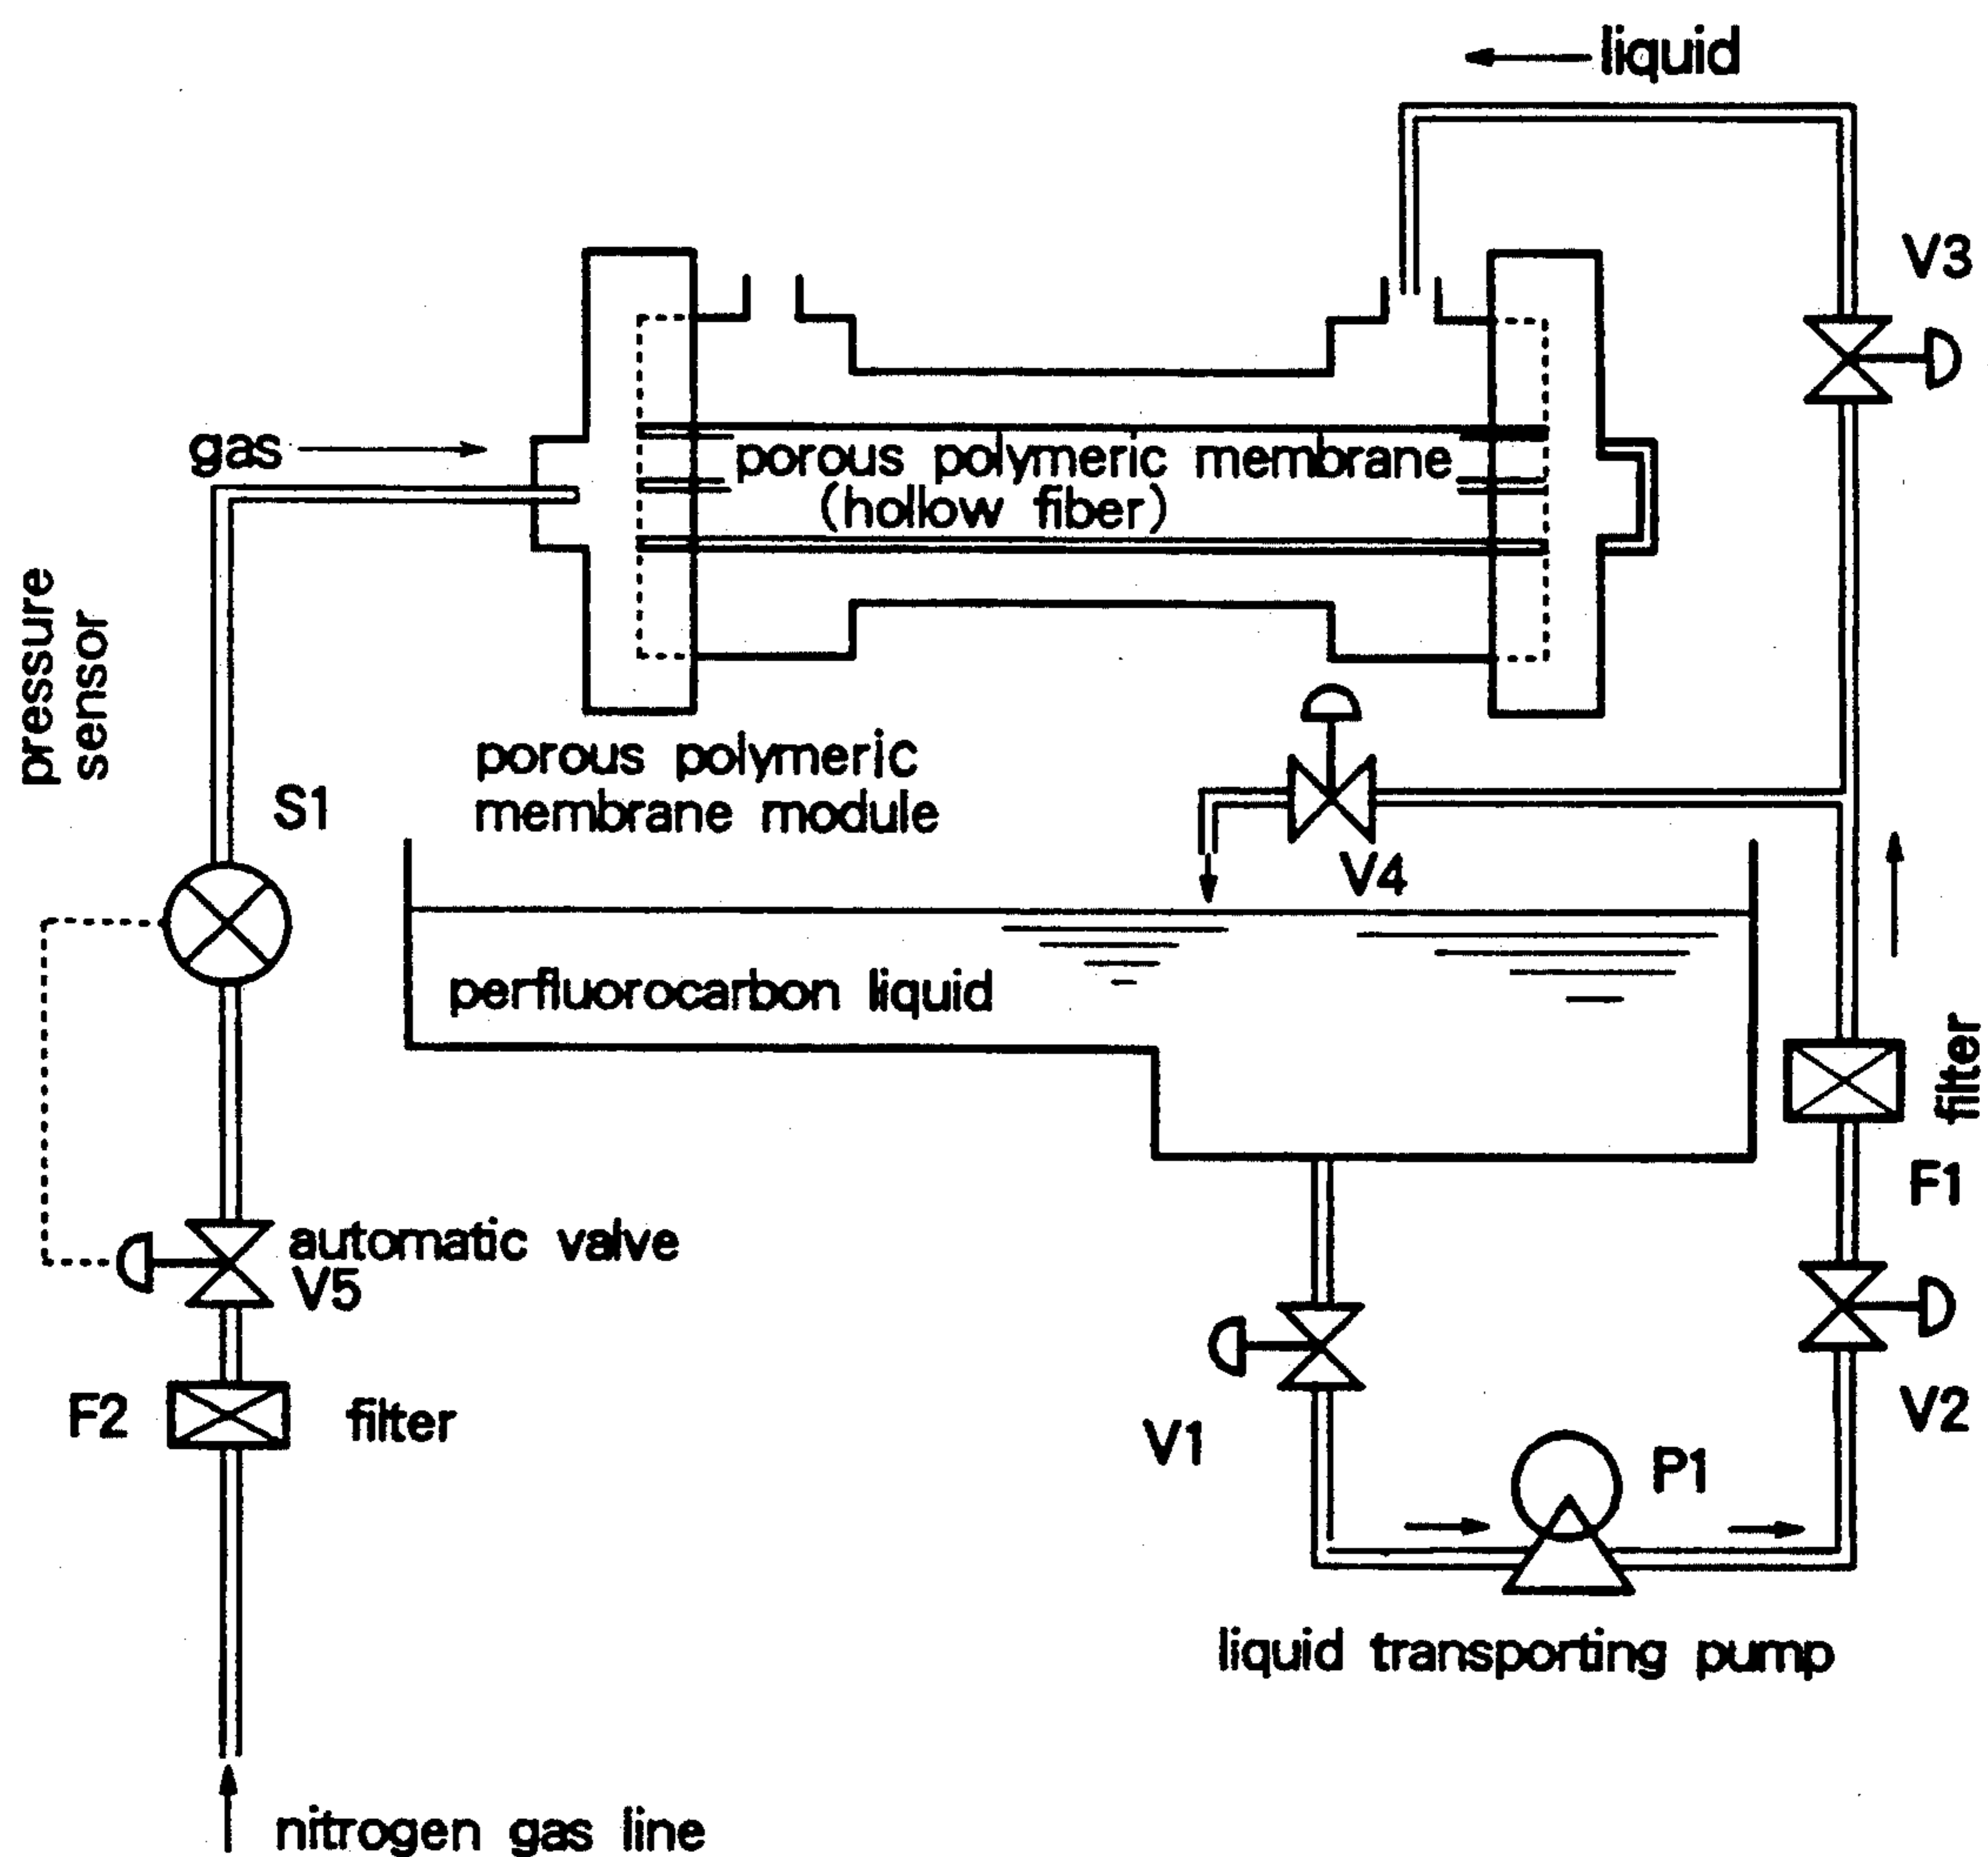 liquid
V3
gas
porous polymeric membrane
(hollow fiber)
pressure
sensor
porous polymeric
membrane module
S1
V4
perfluorocarbon liquid
filter
F1
automatic valve
V5
F2
filter
V1
V2
P1
liquid transporting pump
nitrogen gas line